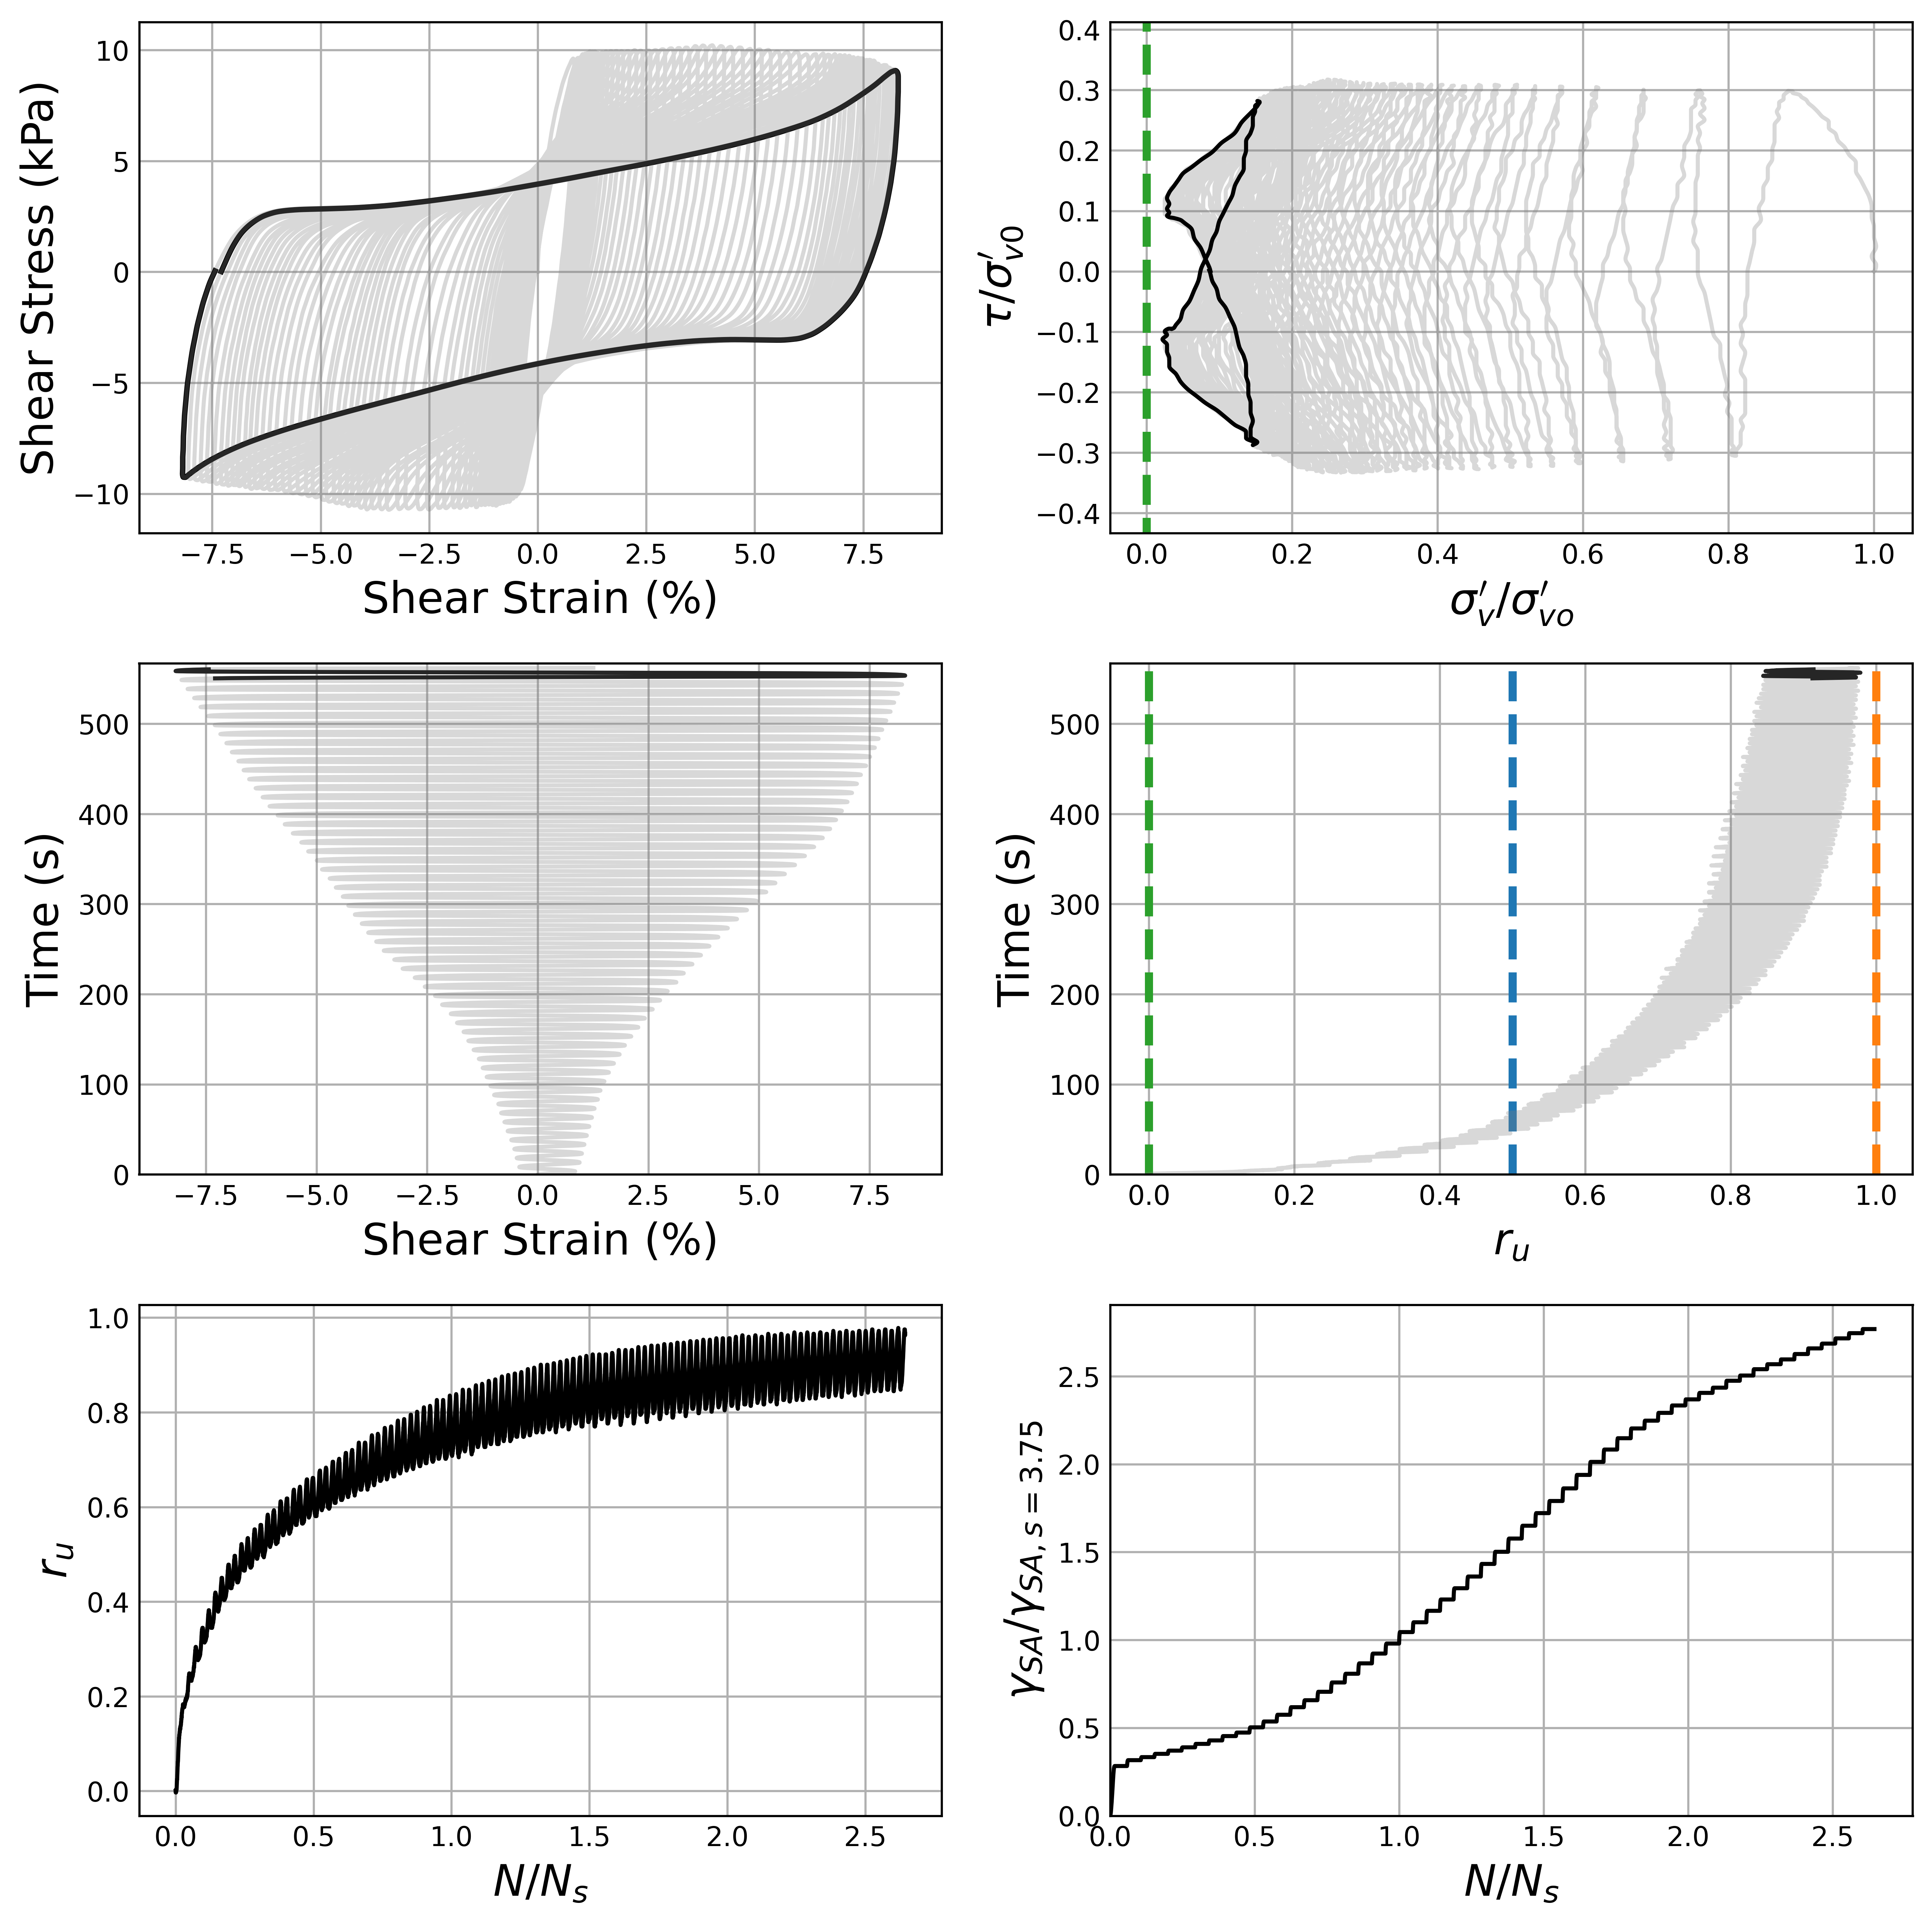 Shear Stress (kPa)
10
5
0
−5
−10
−7.5 −5.0 −2.5 0.0 2.5 5.0 7.5
Shear Strain (%)
τ/σ′v0
0.4
0.3
0.2
0.1
0.0
−0.1
−0.2
−0.3
−0.4
0.0 0.2 0.4 0.6 0.8 1.0
σ′v/σ′vo
Time (s)
500
400
300
200
100
0
−7.5 −5.0 −2.5 0.0 2.5 5.0 7.5
Shear Strain (%)
Time (s)
500
400
300
200
100
0
0.0 0.2 0.4 0.6 0.8 1.0
ru
ru
1.0
0.8
0.6
0.4
0.2
0.0
0.0 0.5 1.0 1.5 2.0 2.5
N/Ns
γSA/γSA, s = 3.75
2.5
2.0
1.5
1.0
0.5
0.0
0.0 0.5 1.0 1.5 2.0 2.5
N/Ns